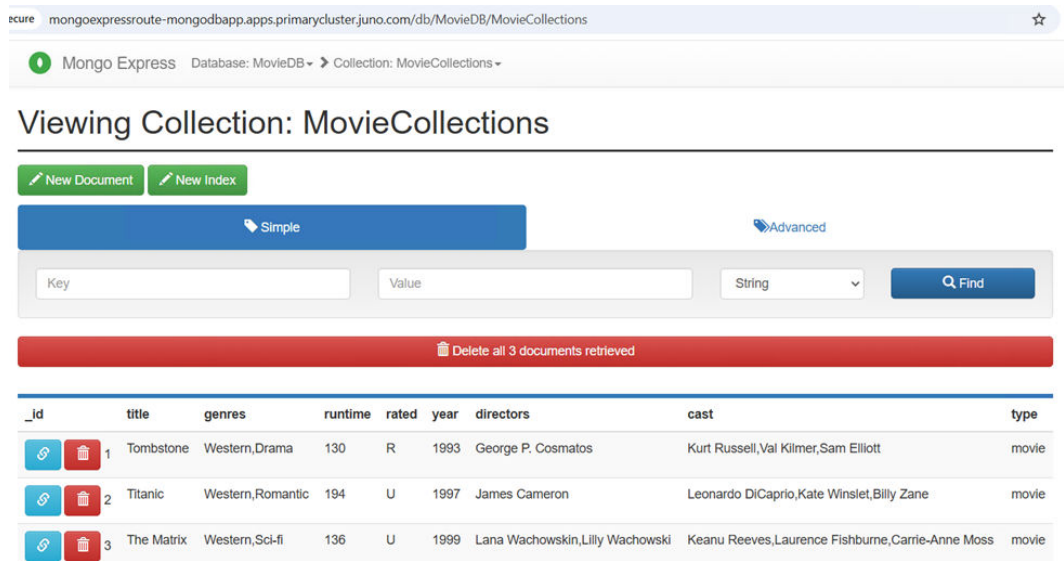 ecure mongoexpressroute-mongodbapp.apps.primarycluster.juno.com/db/MovieDB/MovieCollections
Mongo Express Database: MovieDB Collection: MovieCollections
Viewing Collection: MovieCollections
New Document New Index
Simple Advanced
Key Value String Find
Delete all 3 documents retrieved
_id title genres runtime rated year directors cast type
1 Tombstone Western,Drama 130 R 1993 George P. Cosmatos Kurt Russell,Val Kilmer,Sam Elliott movie
2 Titanic Western,Romantic 194 U 1997 James Cameron Leonardo DiCaprio,Kate Winslet,Billy Zane movie
3 The Matrix Western,Sci-fi 136 U 1999 Lana Wachowskin,Lilly Wachowski Keanu Reeves,Laurence Fishburne,Carrie-Anne Moss movie